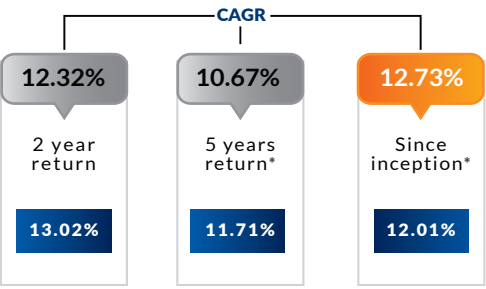 CAGR
12.32%
10.67%
12.73%
2 year
return
5 years
return*
Since
inception*
13.02%
11.71%
12.01%